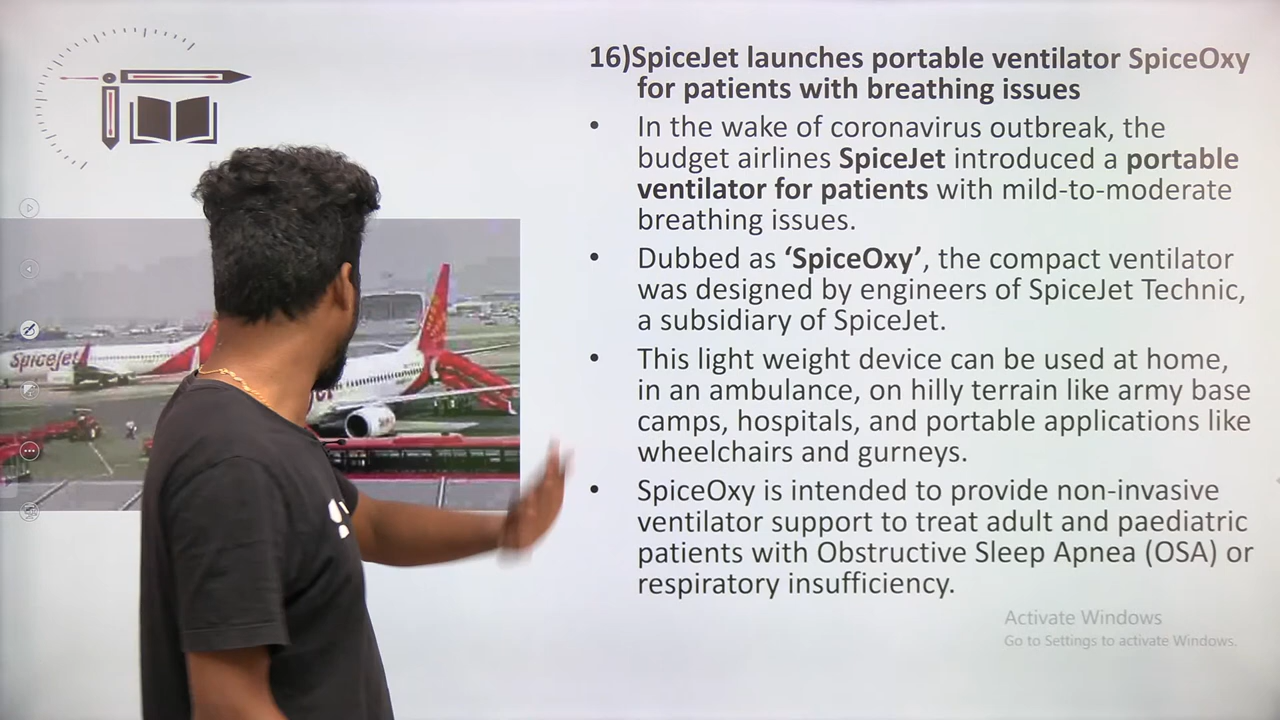 16)SpiceJet launches portable ventilator SpiceOxy
for patients with breathing issues
• In the wake of coronavirus outbreak, the
budget airlines SpiceJet introduced a portable
ventilator for patients with mild-to-moderate
breathing issues.
• Dubbed as ‘SpiceOxy’, the compact ventilator
was designed by engineers of SpiceJet Technic,
a subsidiary of SpiceJet.
• This light weight device can be used at home,
in an ambulance, on hilly terrain like army base
camps, hospitals, and portable applications like
wheelchairs and gurneys.
• SpiceOxy is intended to provide non-invasive
ventilator support to treat adult and paediatric
patients with Obstructive Sleep Apnea (OSA) or
respiratory insufficiency.
SpiceJet
Activate Windows
Go to Settings to activate Windows.